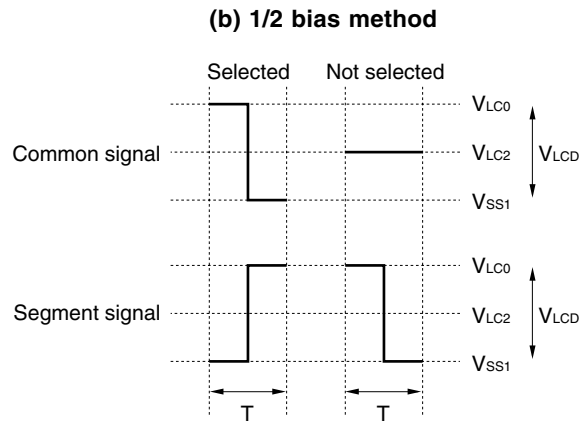 (b) 1/2 bias method
Selected Not selected
VLC0
Common signal VLC2 VLCD
VSS1
VLC0
Segment signal VLC2 VLCD
VSS1
T T